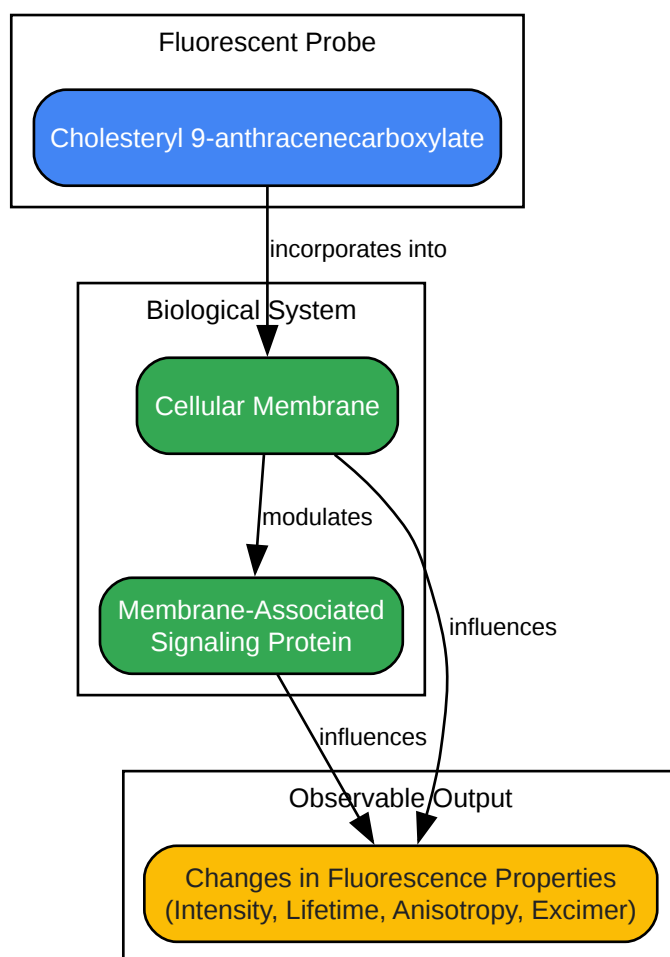 Fluorescent Probe
Cholesteryl 9-anthracenecarboxylate
incorporates into
Biological System
Cellular Membrane
modulates
Membrane-Associated
Signaling Protein
influences
influences
Observable Output
Changes in Fluorescence Properties
(Intensity, Lifetime, Anisotropy, Excimer)